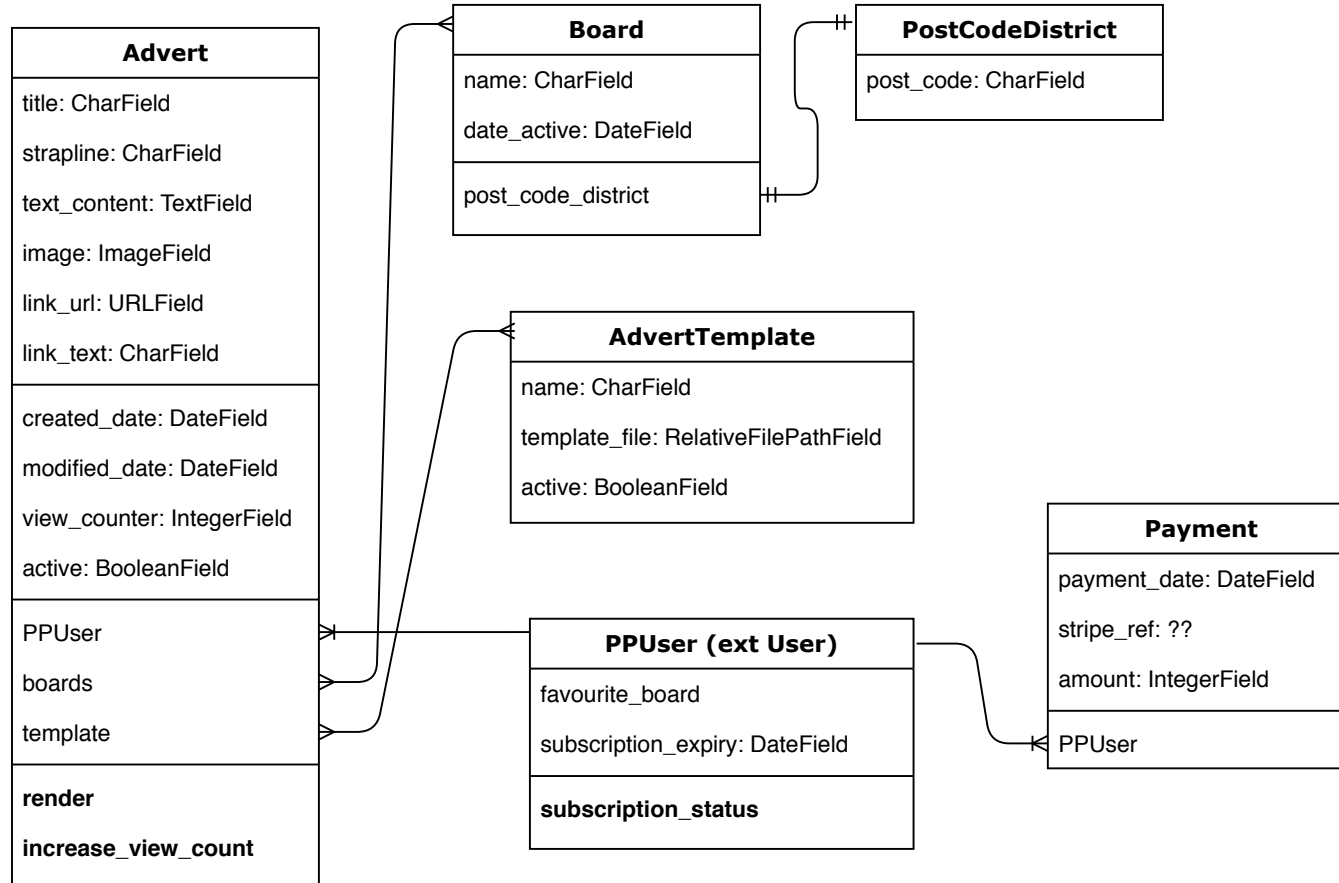 Advert
title: CharField
strapline: CharField
text_content: TextField
image: ImageField
link_url: URLField
link_text: CharField
created_date: DateField
modified_date: DateField
view_counter: IntegerField
active: BooleanField
PPUser
boards
template
render
increase_view_count
Board
name: CharField
date_active: DateField
post_code_district
PostCodeDistrict
post_code: CharField
AdvertTemplate
name: CharField
template_file: RelativeFilePathField
active: BooleanField
PPUser (ext User)
favourite_board
subscription_expiry: DateField
subscription_status
Payment
payment_date: DateField
stripe_ref: ??
amount: IntegerField
PPUser